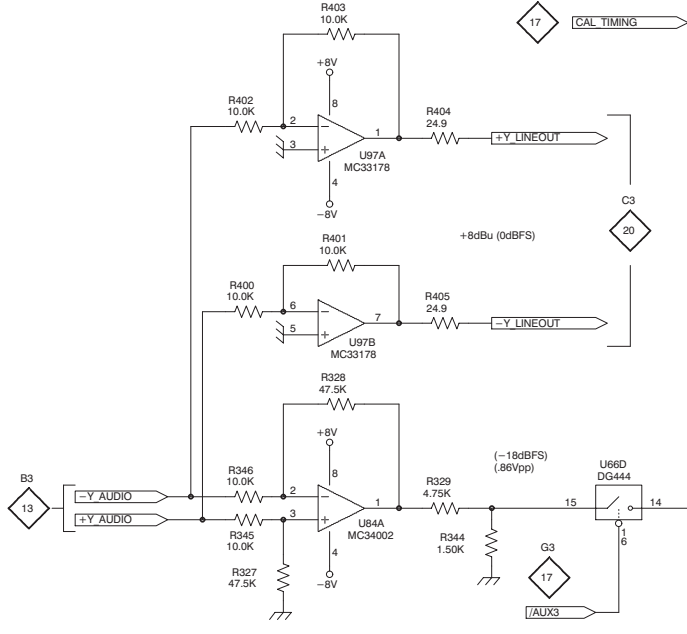 R403
10.0K
17
CAL_TIMING
+8V
8
R402
10.0K
2
−
3
+
1
U97A
MC33178
4
−8V
R404
24.9
+Y_LINEOUT
C3
20
+8dBu (0dBFS)
R401
10.0K
R400
10.0K
6
−
5
+
7
U97B
MC33178
R405
24.9
−Y_LINEOUT
R328
47.5K
+8V
8
B3
13
−Y_AUDIO
+Y_AUDIO
R346
10.0K
R345
10.0K
2
−
3
+
1
U84A
MC34002
4
−8V
R327
47.5K
R329
4.75K
(−18dBFS)
(.86Vpp)
R344
1.50K
U66D
DG444
15
14
1
6
G3
17
/AUX3